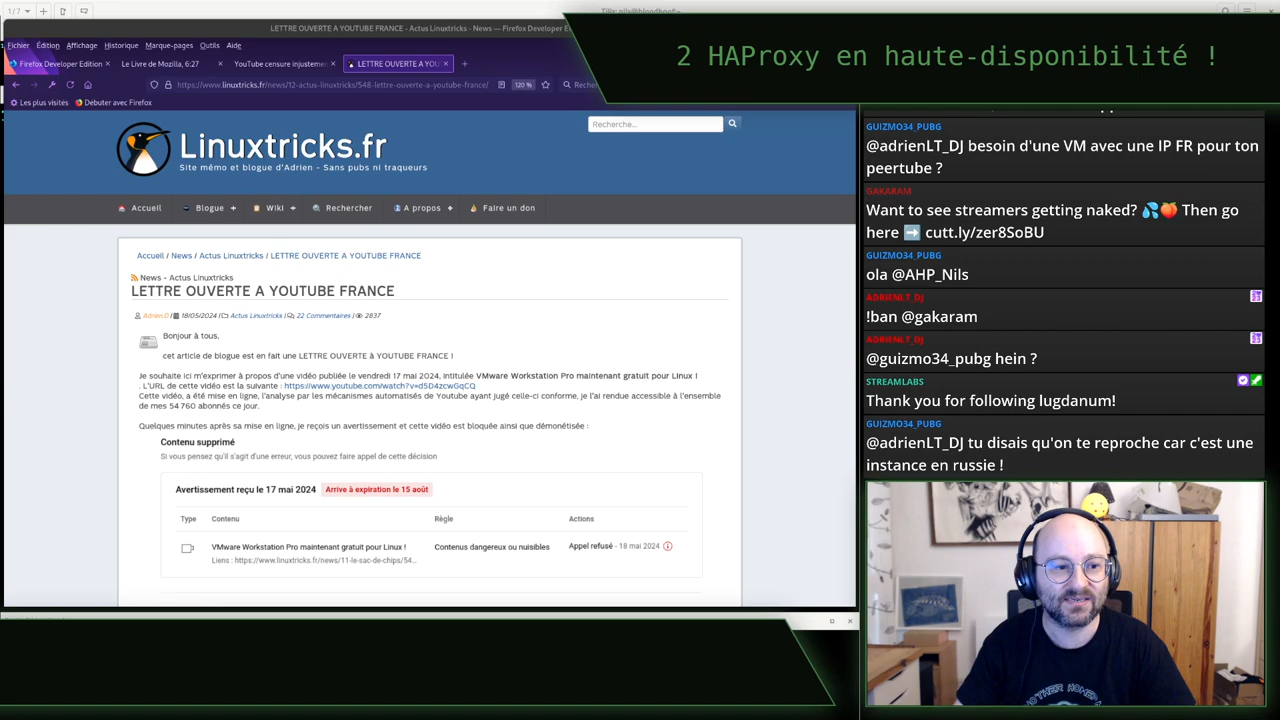 1/7
Tilix: nils@bloodhoof:~
LETTRE OUVERTE A YOUTUBE FRANCE - Actus Linuxtricks - News — Firefox Developer E
2 HAProxy en haute-disponibilité !
Fichier Édition Affichage Historique Marque-pages Outils Aide
Firefox Developer Edition
Le Livre de Mozilla, 6:27
YouTube censure injustemen
LETTRE OUVERTE A YOU
https://www.linuxtricks.fr/news/12-actus-linuxtricks/548-lettre-ouverte-a-youtube-france/
120 %
Recher
Les plus visités
Débuter avec Firefox
Linuxtricks.fr
Site mémo et blogue d'Adrien - Sans pubs ni traqueurs
Recherche...
Accueil
Blogue +
Wiki +
Rechercher
A propos +
Faire un don
Accueil / News / Actus Linuxtricks / LETTRE OUVERTE A YOUTUBE FRANCE
News - Actus Linuxtricks
LETTRE OUVERTE A YOUTUBE FRANCE
Adrien.D | 18/05/2024 | Actus Linuxtricks | 22 Commentaires | 2837
Bonjour à tous,
cet article de blogue est en fait une LETTRE OUVERTE à YOUTUBE FRANCE !
Je souhaite ici m'exprimer à propos d'une vidéo publiée le vendredi 17 mai 2024, intitulée VMware Workstation Pro maintenant gratuit pour Linux !
. L'URL de cette vidéo est la suivante : https://www.youtube.com/watch?v=d5D4zcwGqCQ
Cette vidéo, a été mise en ligne, l'analyse par les mécanismes automatisés de Youtube ayant jugé celle-ci conforme, je l'ai rendue accessible à l'ensemble
de mes 54 760 abonnés ce jour.
Quelques minutes après sa mise en ligne, je reçois un avertissement et cette vidéo est bloquée ainsi que démonétisée :
Contenu supprimé
Si vous pensez qu'il s'agit d'une erreur, vous pouvez faire appel de cette décision
Avertissement reçu le 17 mai 2024 Arrive à expiration le 15 août
Type Contenu Règle Actions
VMware Workstation Pro maintenant gratuit pour Linux ! Contenus dangereux ou nuisibles Appel refusé - 18 mai 2024
Liens : https://www.linuxtricks.fr/news/11-le-sac-de-chips/54...
GUIZMO34_PUBG
@adrienLT_DJ besoin d'une VM avec une IP FR pour ton
peertube ?
GAKARAM
Want to see streamers getting naked? 💦🍑 Then go
here ➡️ cutt.ly/zer8SoBU
GUIZMO34_PUBG
ola @AHP_Nils
ADRIENLT_DJ
!ban @gakaram
ADRIENLT_DJ
@guizmo34_pubg hein ?
STREAMLABS
Thank you for following lugdanum!
GUIZMO34_PUBG
@adrienLT_DJ tu disais qu'on te reproche car c'est une
instance en russie !